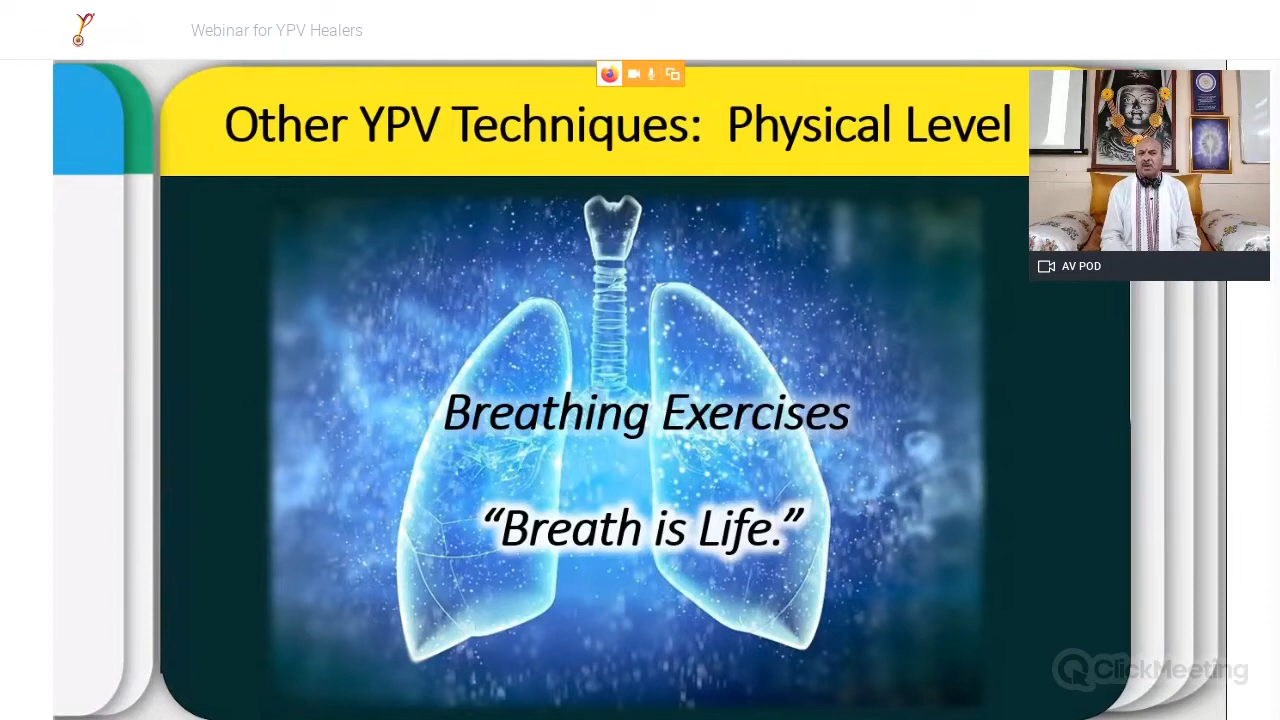 Webinar for YPV Healers
Other YPV Techniques: Physical Level
AV POD
Breathing Exercises
“Breath is Life.”
ClickMeeting